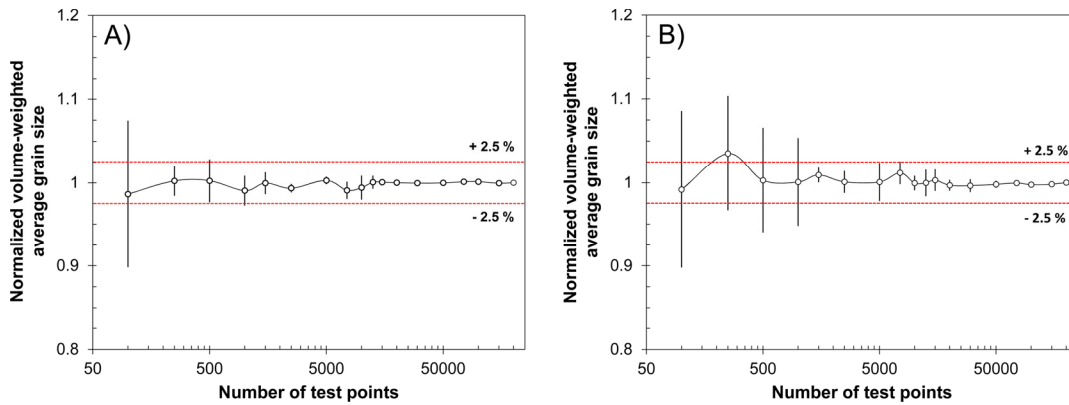 A)
Normalized volume-weighted
average grain size
1.2
1.1
1
0.9
0.8
+ 2.5 %
- 2.5 %
50
500
5000
50000
Number of test points
B)
Normalized volume-weighted
average grain size
1.2
1.1
1
0.9
0.8
+ 2.5 %
- 2.5 %
50
500
5000
50000
Number of test points